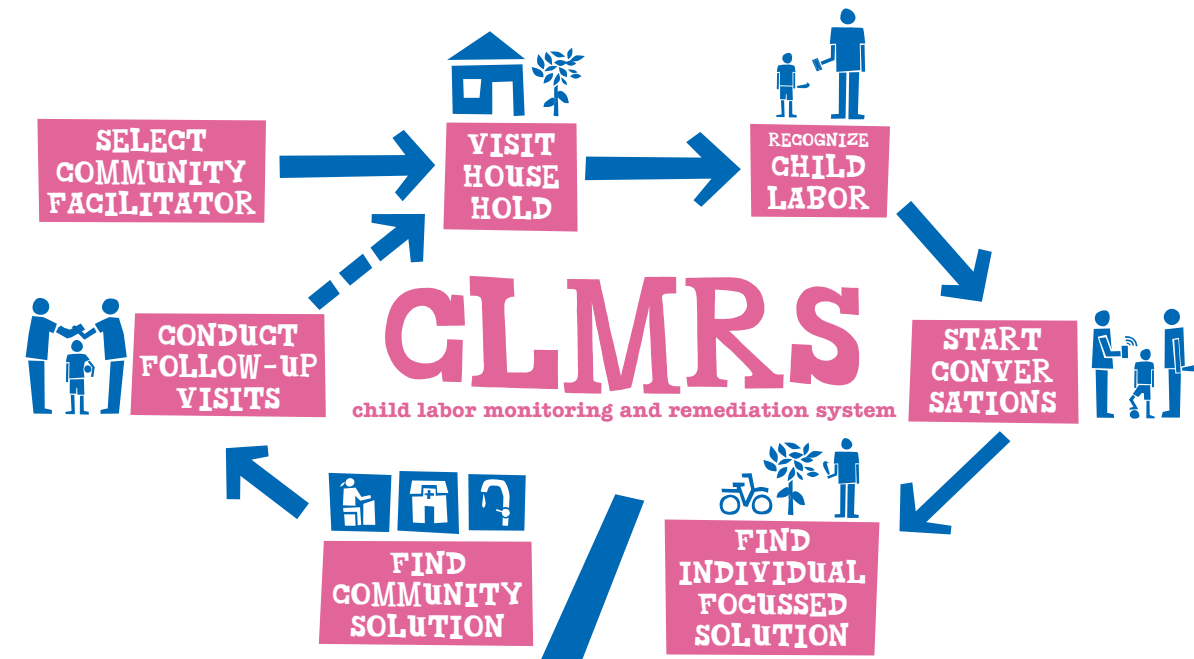 SELECT
COMMUNITY
FACILITATOR
VISIT
HOUSE
HOLD
RECOGNIZE
CHILD
LABOR
START
CONVER
SATIONS
FIND
INDIVIDUAL
FOCUSSED
SOLUTION
FIND
COMMUNITY
SOLUTION
CONDUCT
FOLLOW-UP
VISITS
CLMRS
child labor monitoring and remediation system